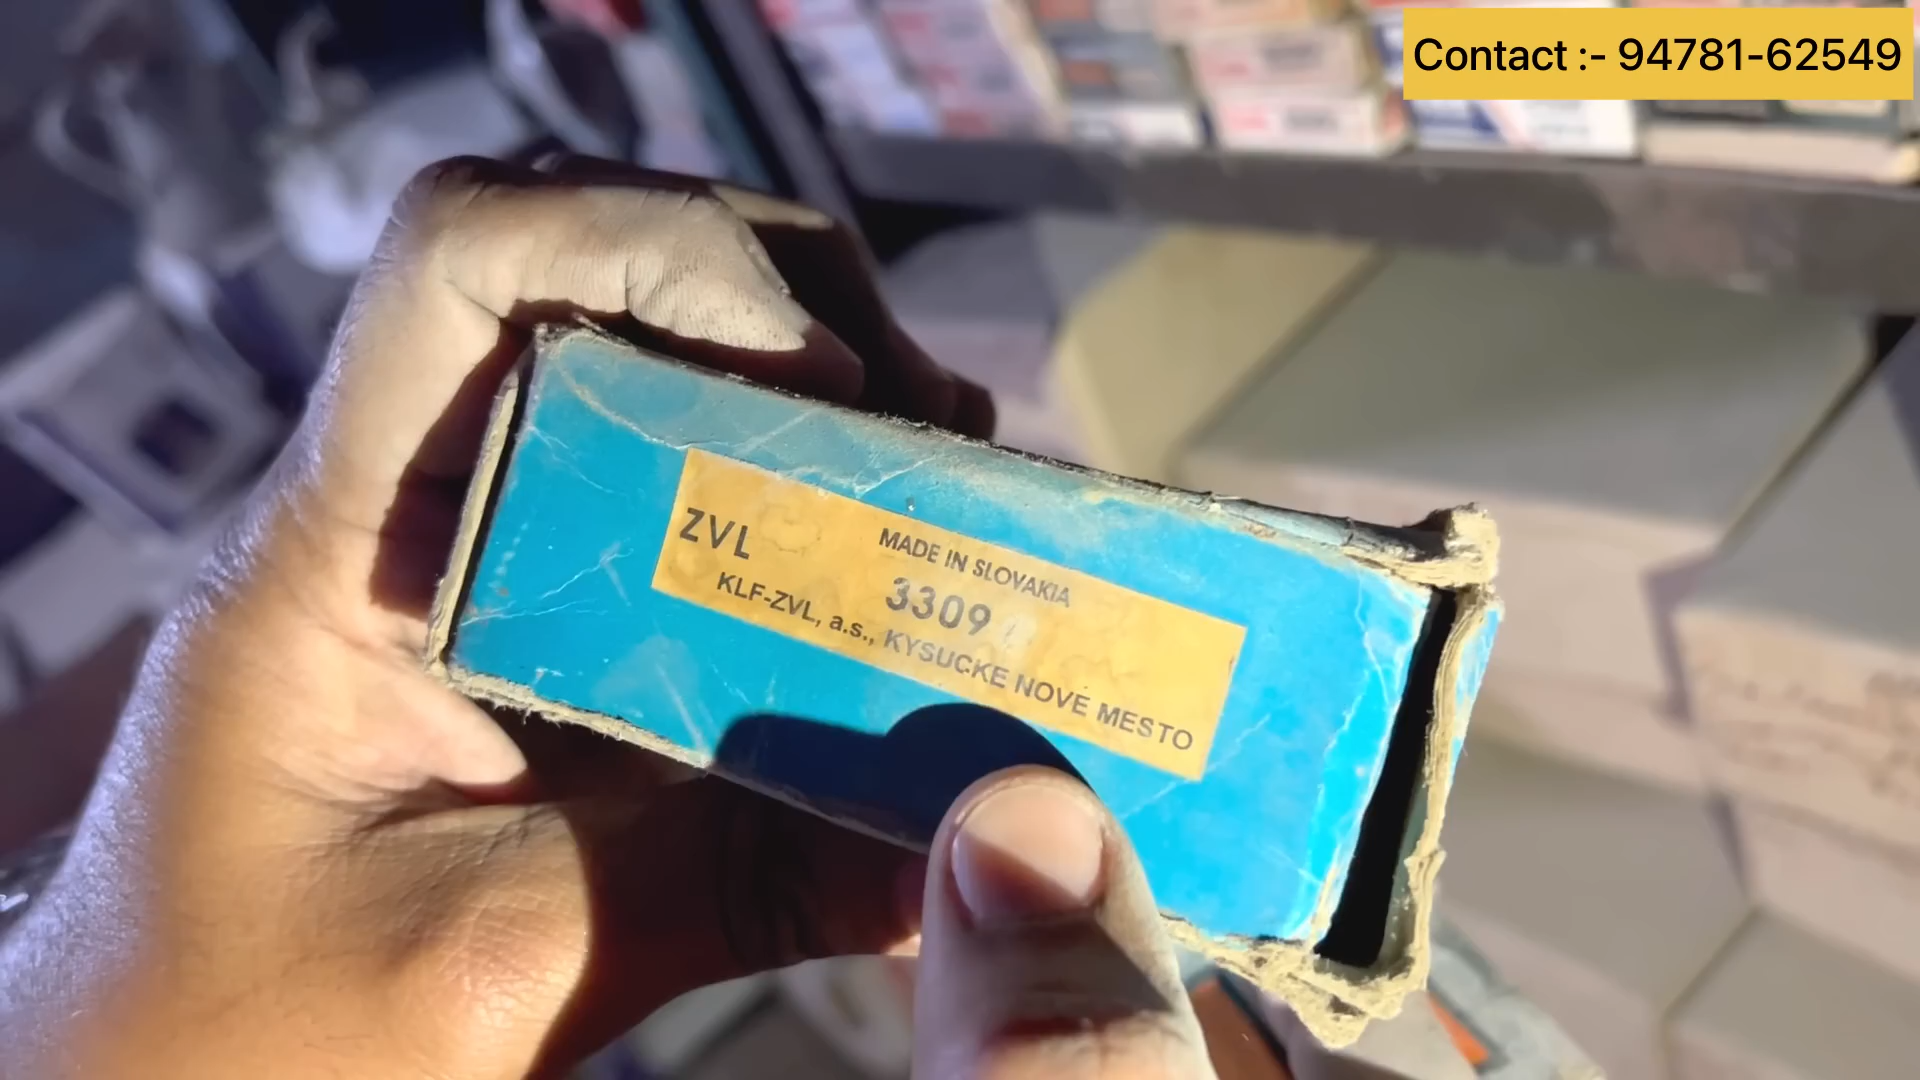 Contact :- 94781-62549
ZVL
MADE IN SLOVAKIA
3309
KLF-ZVL, a.s., KYSUCKE NOVE MESTO